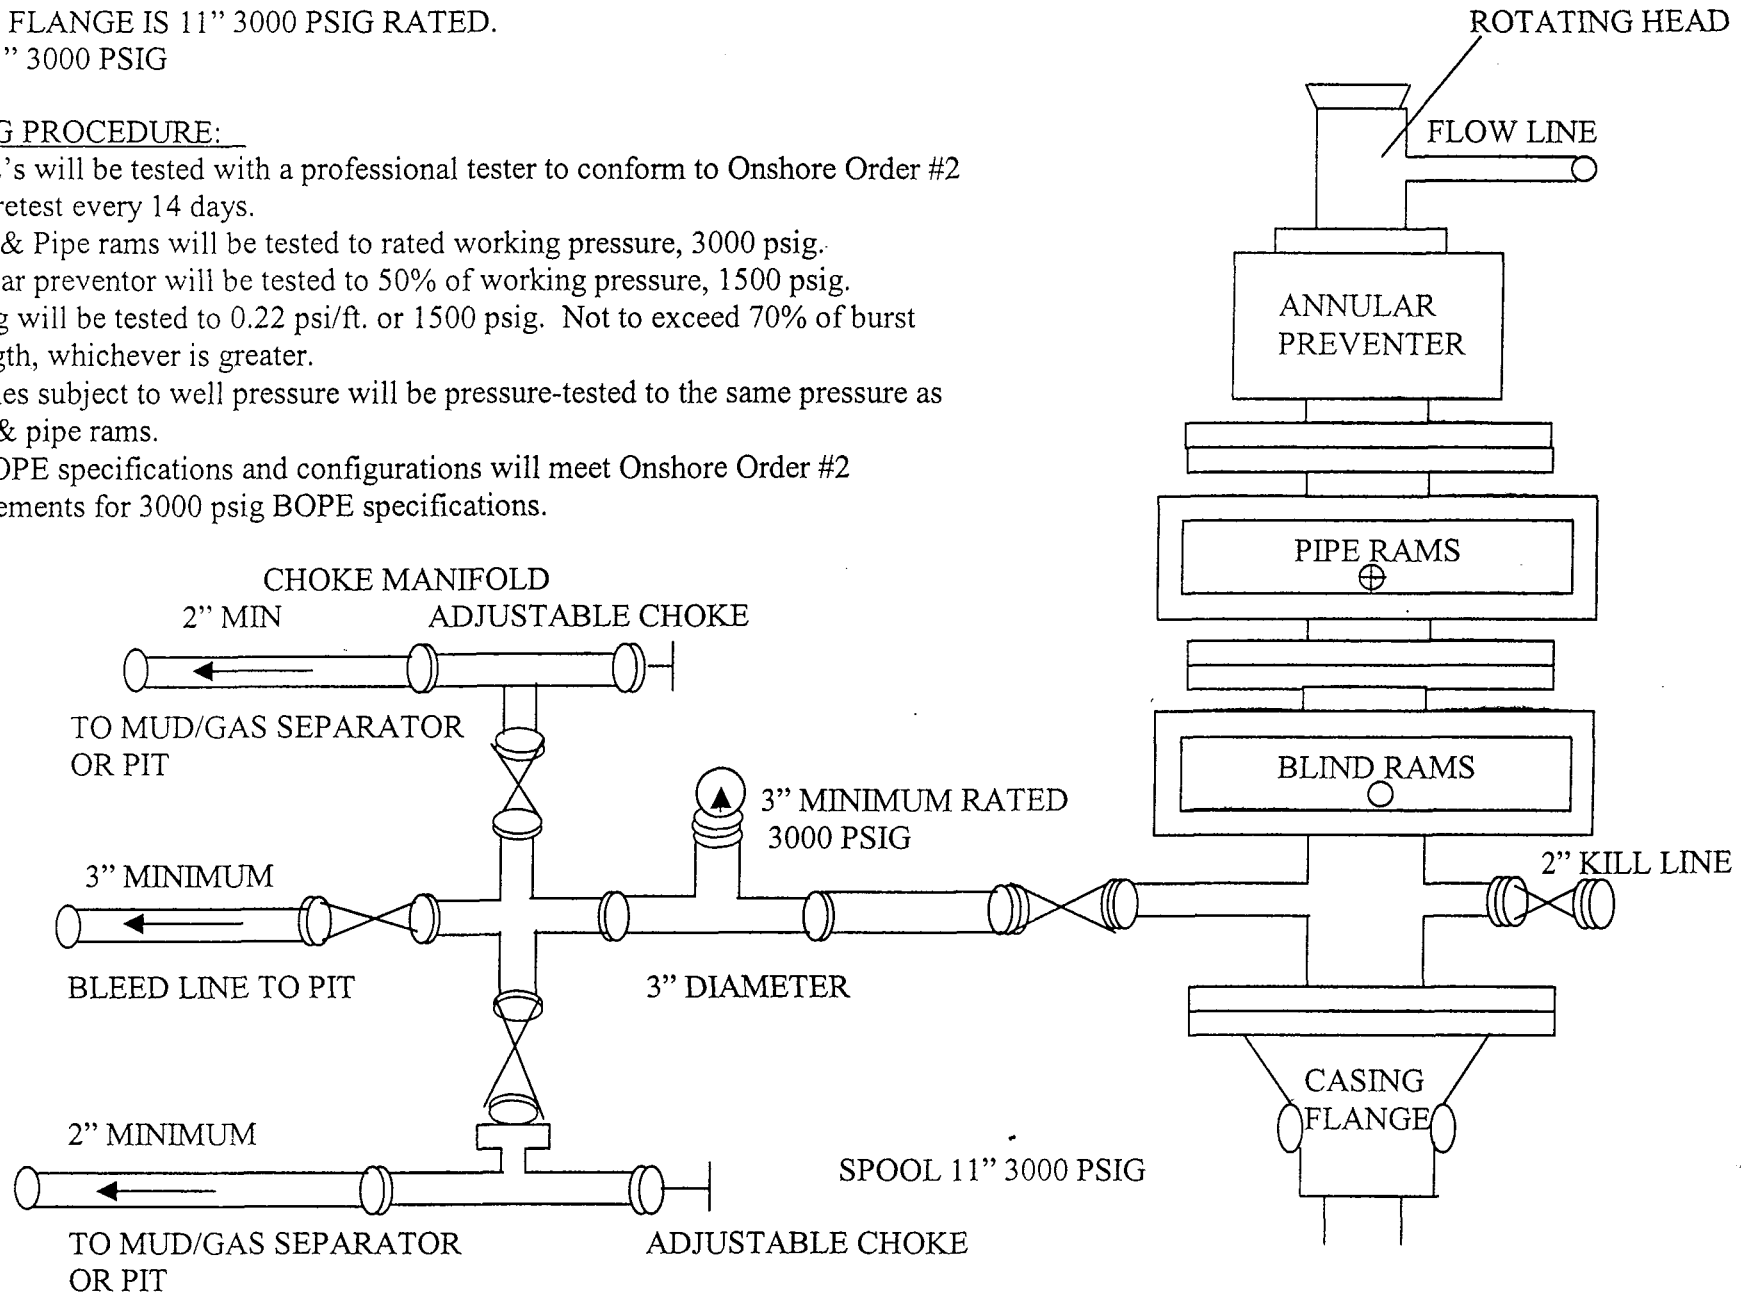 FLANGE IS 11” 3000 PSIG RATED.
” 3000 PSIG
G PROCEDURE:
’s will be tested with a professional tester to conform to Onshore Order #2
retest every 14 days.
& Pipe rams will be tested to rated working pressure, 3000 psig.
ar preventor will be tested to 50% of working pressure, 1500 psig.
g will be tested to 0.22 psi/ft. or 1500 psig. Not to exceed 70% of burst
gth, whichever is greater.
es subject to well pressure will be pressure-tested to the same pressure as
& pipe rams.
OPE specifications and configurations will meet Onshore Order #2
ements for 3000 psig BOPE specifications.
ROTATING HEAD
FLOW LINE
ANNULAR
PREVENTER
PIPE RAMS
BLIND RAMS
2” KILL LINE
CASING
FLANGE
SPOOL 11” 3000 PSIG
CHOKE MANIFOLD
2” MIN
ADJUSTABLE CHOKE
TO MUD/GAS SEPARATOR
OR PIT
3” MINIMUM RATED
3000 PSIG
3” MINIMUM
BLEED LINE TO PIT
3” DIAMETER
2” MINIMUM
TO MUD/GAS SEPARATOR
OR PIT
ADJUSTABLE CHOKE